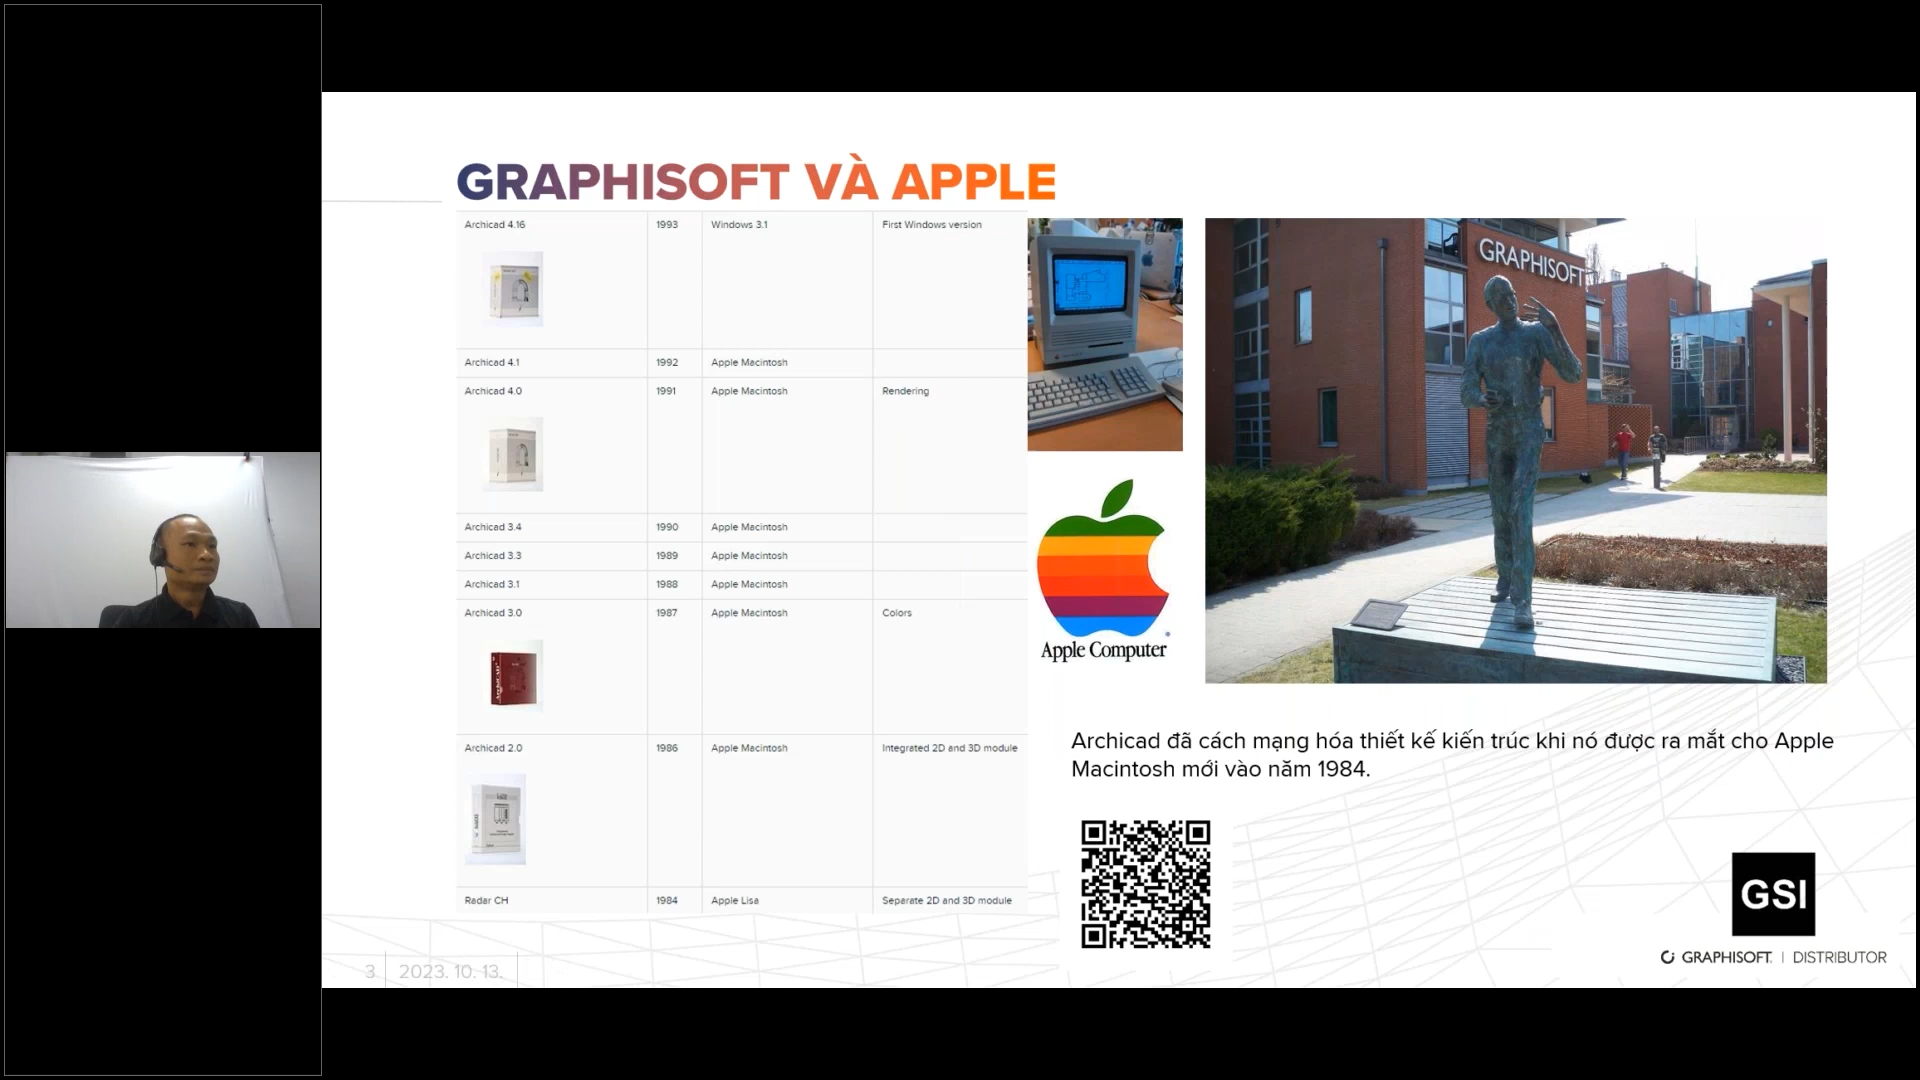 GRAPHISOFT VÀ APPLE
Archicad 4.16 1993 Windows 3.1 First Windows version
Archicad 4.1 1992 Apple Macintosh
Archicad 4.0 1991 Apple Macintosh Rendering
Archicad 3.4 1990 Apple Macintosh
Archicad 3.3 1989 Apple Macintosh
Archicad 3.1 1988 Apple Macintosh
Archicad 3.0 1987 Apple Macintosh Colors
Archicad 2.0 1986 Apple Macintosh Integrated 2D and 3D module
Radar CH 1984 Apple Lisa Separate 2D and 3D module
GRAPHISOFT
Apple Computer
Archicad đã cách mạng hóa thiết kế kiến trúc khi nó được ra mắt cho Apple
Macintosh mới vào năm 1984.
GSI
GRAPHISOFT. | DISTRIBUTOR
3 2023. 10. 13.